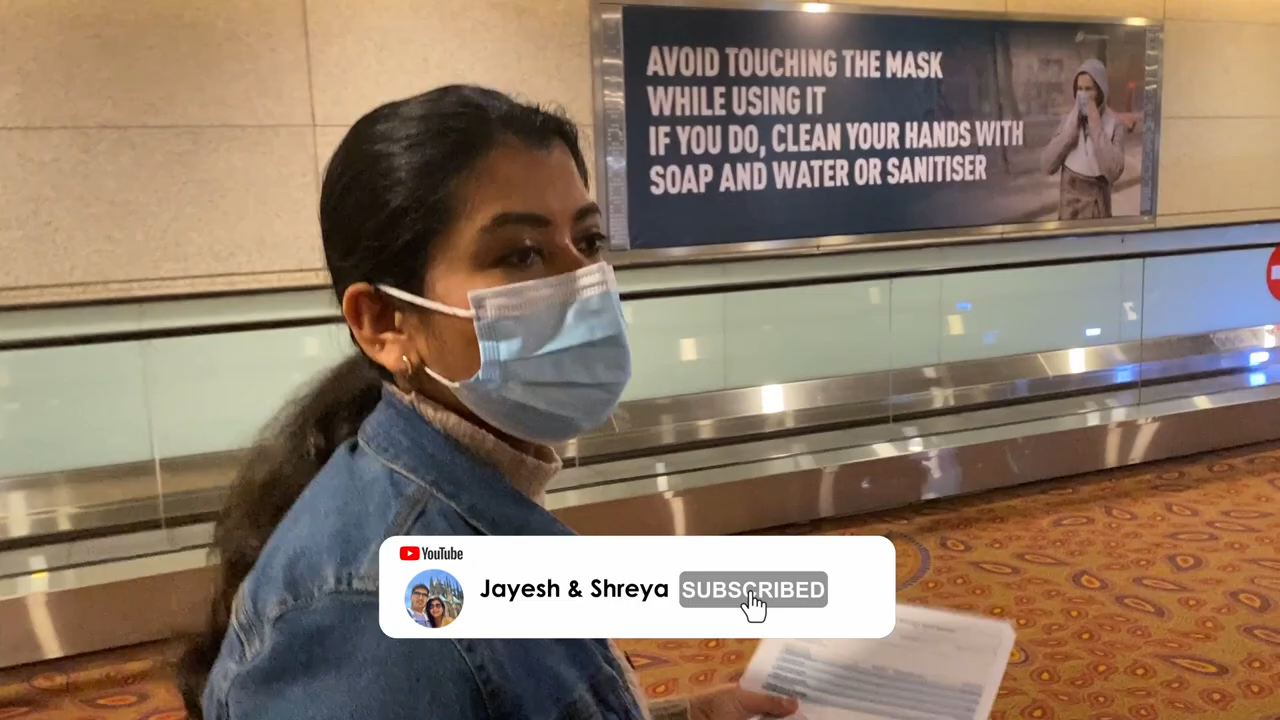 AVOID TOUCHING THE MASK
WHILE USING IT
IF YOU DO, CLEAN YOUR HANDS WITH
SOAP AND WATER OR SANITISER
YouTube
Jayesh & Shreya SUBSCRIBED